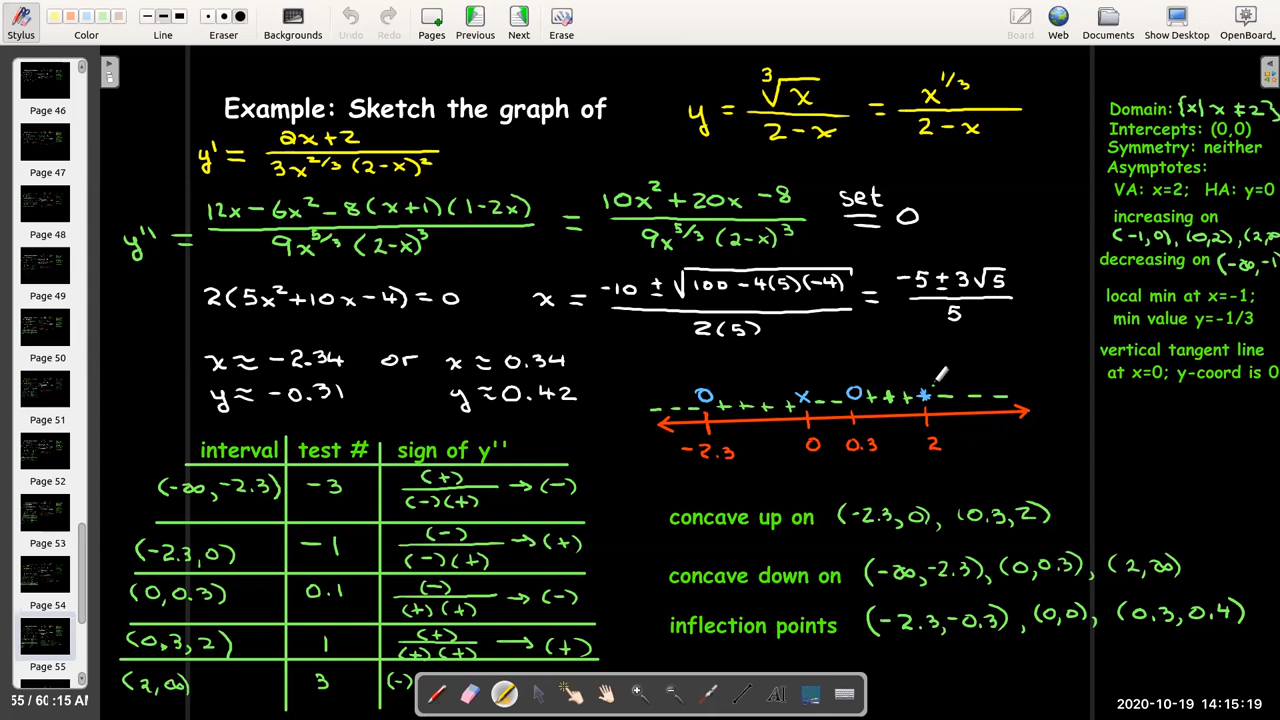 Stylus
Color
Line
Eraser
Backgrounds
Undo
Redo
Pages
Previous
Next
Erase
Board
Web
Documents
Show Desktop
OpenBoard.
Page 46
Page 47
Page 48
Page 49
Page 50
Page 51
Page 52
Page 53
Page 54
Page 55
55 / 60:15 AM
Example: Sketch the graph of y = ∛x / (2-x) = x^(1/3) / (2-x)
y' = (2x+2) / (3x^(2/3) (2-x)²)
y'' = (12x - 6x² - 8(x+1)(1-2x)) / (9x^(5/3) (2-x)³) = (10x² + 20x - 8) / (9x^(5/3) (2-x)³) set = 0
2(5x²+10x-4) = 0 x = (-10 ± √(100-4(5)(-4))) / 2(5) = (-5 ± 3√5) / 5
x ≈ -2.34 or x ≈ 0.34
y ≈ -0.31 y ≈ 0.42
- - - 0 + + + + x - - 0 + + + * - - -
-2.3 0 0.3 2
interval test # sign of y''
(-∞,-2.3) -3 (+) / (-)(+) → (-)
(-2.3,0) -1 (-) / (-)(+) → (+)
(0,0.3) 0.1 (-) / (+)(+) → (-)
(0.3,2) 1 (+) / (+)(+) → (+)
(2,∞) 3 (-)
concave up on (-2.3,0), (0.3,2)
concave down on (-∞,-2.3), (0,0.3), (2,∞)
inflection points (-2.3,-0.3), (0,0), (0.3,0.4)
Domain: {x| x ≠ 2}
Intercepts: (0,0)
Symmetry: neither
Asymptotes:
VA: x=2; HA: y=0
increasing on
(-1,0), (0,2), (2,∞
decreasing on (-∞,-1
local min at x=-1;
min value y=-1/3
vertical tangent line
at x=0; y-coord is 0
AI
2020-10-19 14:15:19